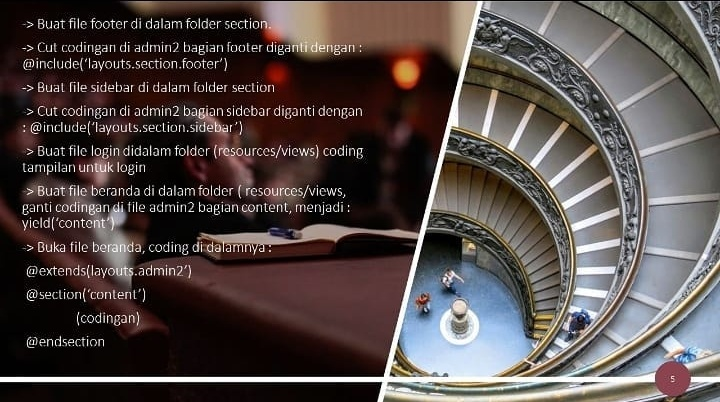 -> Buat file footer di dalam folder section.
-> Cut codingan di admin2 bagian footer diganti dengan :
@include(‘layouts.section.footer’)
-> Buat file sidebar di dalam folder section
-> Cut codingan di admin2 bagian sidebar diganti dengan
: @include(‘layouts.section.sidebar’)
-> Buat file login didalam folder (resources/views) coding
tampilan untuk login
-> Buat file beranda di dalam folder ( resources/views,
ganti codingan di file admin2 bagian content, menjadi :
yield(‘content’)
-> Buka file beranda, coding di dalamnya :
@extends(layouts.admin2’)
@section(‘content’)
(codingan)
@endsection
5